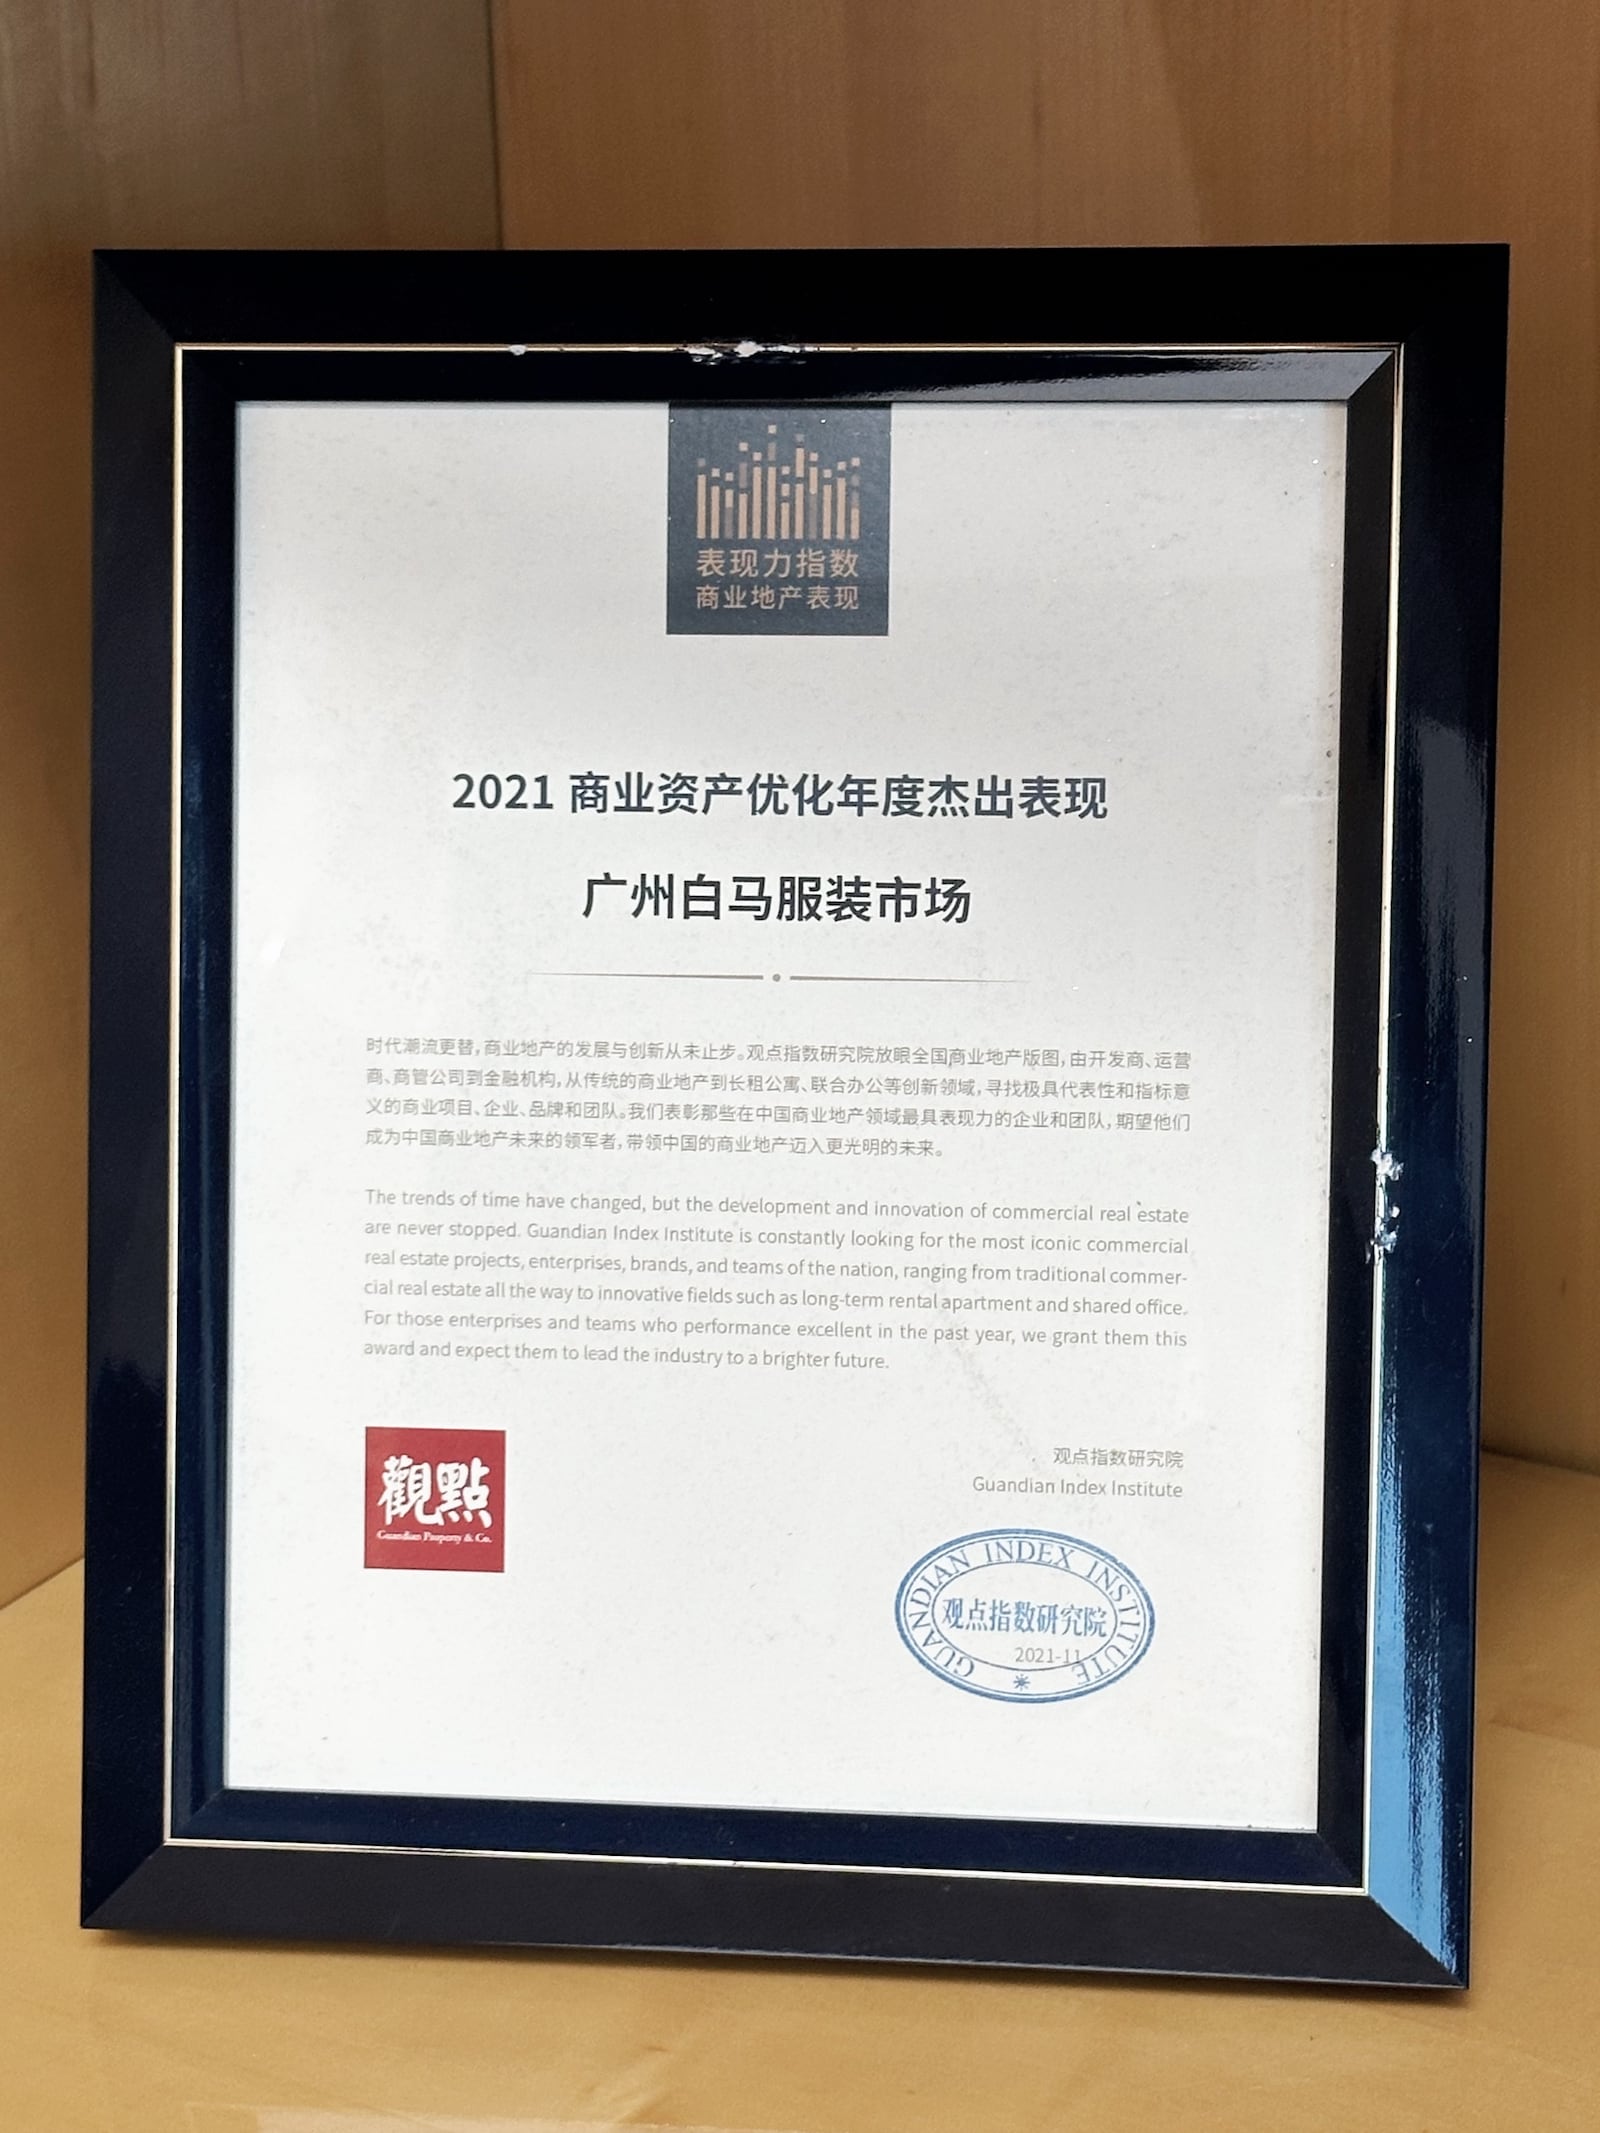 表现力指数
商业地产表现
2021 商业资产优化年度杰出表现
广州白马服装市场
时代潮流更替，商业地产的发展与创新从未止步。观点指数研究院放眼全国商业地产版图，由开发商、运营
商、商管公司到金融机构，从传统的商业地产到长租公寓、联合办公等创新领域，寻找极具代表性和指标意
义的商业项目、企业、品牌和团队。我们表彰那些在中国商业地产领域最具表现力的企业和团队，期望他们
成为中国商业地产未来的领军者，带领中国的商业地产迈入更光明的未来。
The trends of time have changed, but the development and innovation of commercial real estate
are never stopped. Guandian Index Institute is constantly looking for the most iconic commercial
real estate projects, enterprises, brands, and teams of the nation, ranging from traditional commer-
cial real estate all the way to innovative fields such as long-term rental apartment and shared office.
For those enterprises and teams who performance excellent in the past year, we grant them this
award and expect them to lead the industry to a brighter future.
觀點
Guandian Property & Co.
观点指数研究院
Guandian Index Institute
GUANDIAN INDEX INSTITUTE
观点指数研究院
2021-11